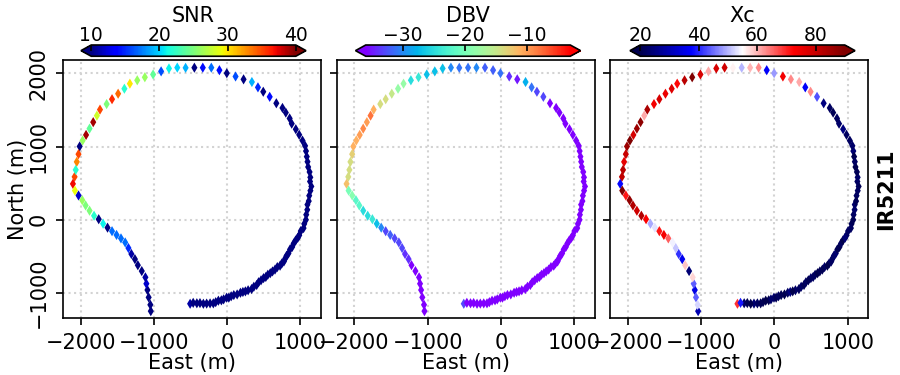 SNR DBV Xc
10 20 30 40 −30 −20 −10 20 40 60 80
2000
1000
0
−1000
North (m)
IR5211
−2000 −1000 0 1000 −2000 −1000 0 1000 −2000 −1000 0 1000
East (m) East (m) East (m)